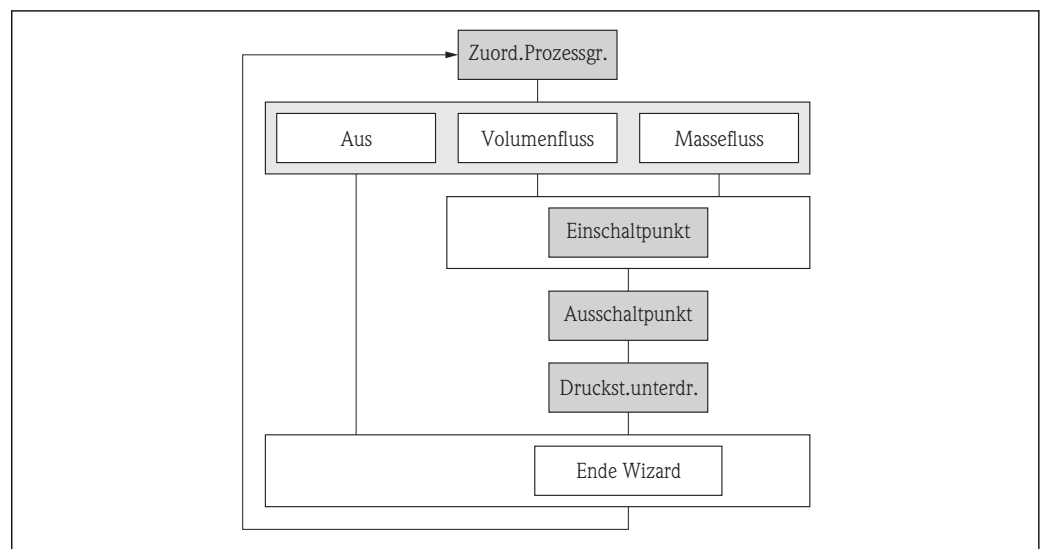 Zuord.Prozessgr.
Aus
Volumenfluss
Massefluss
Einschaltpunkt
Ausschaltpunkt
Druckst.unterdr.
Ende Wizard